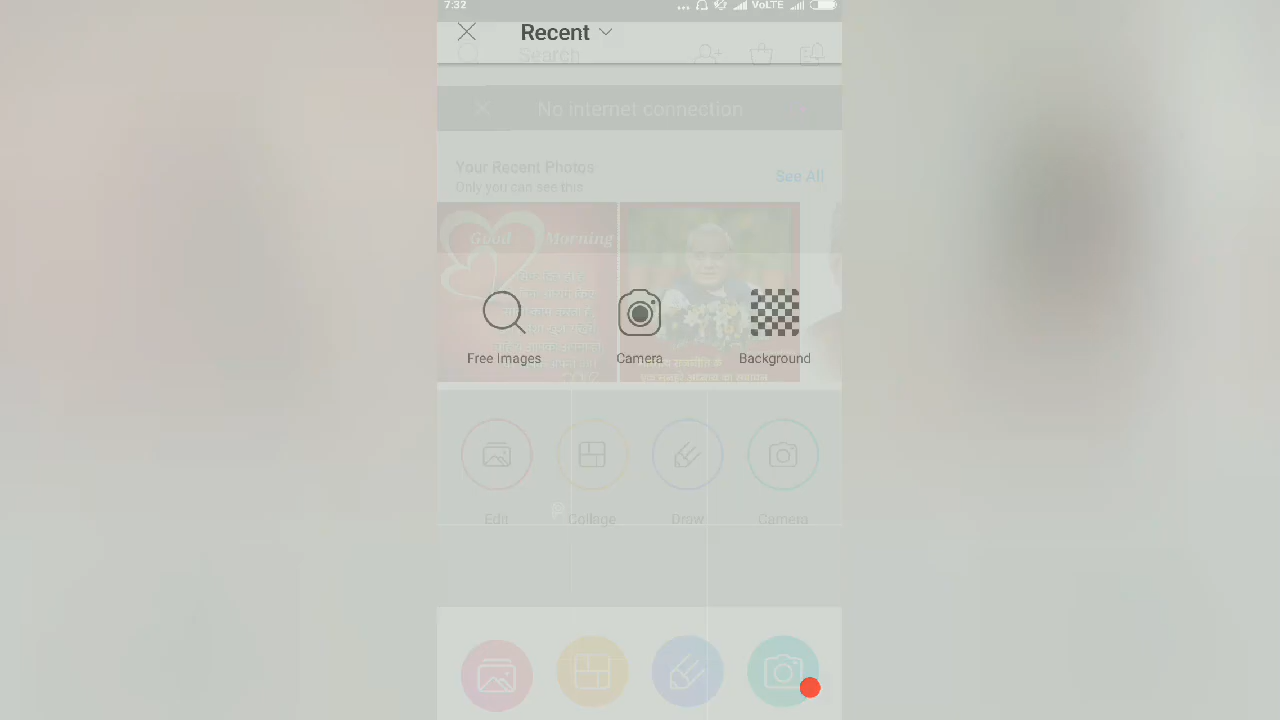 7:32
VoLTE
Recent
Search
No internet connection
Your Recent Photos
Only you can see this
See All
Good Morning
Free Images
Camera
Background
Edit
Collage
Draw
Camera